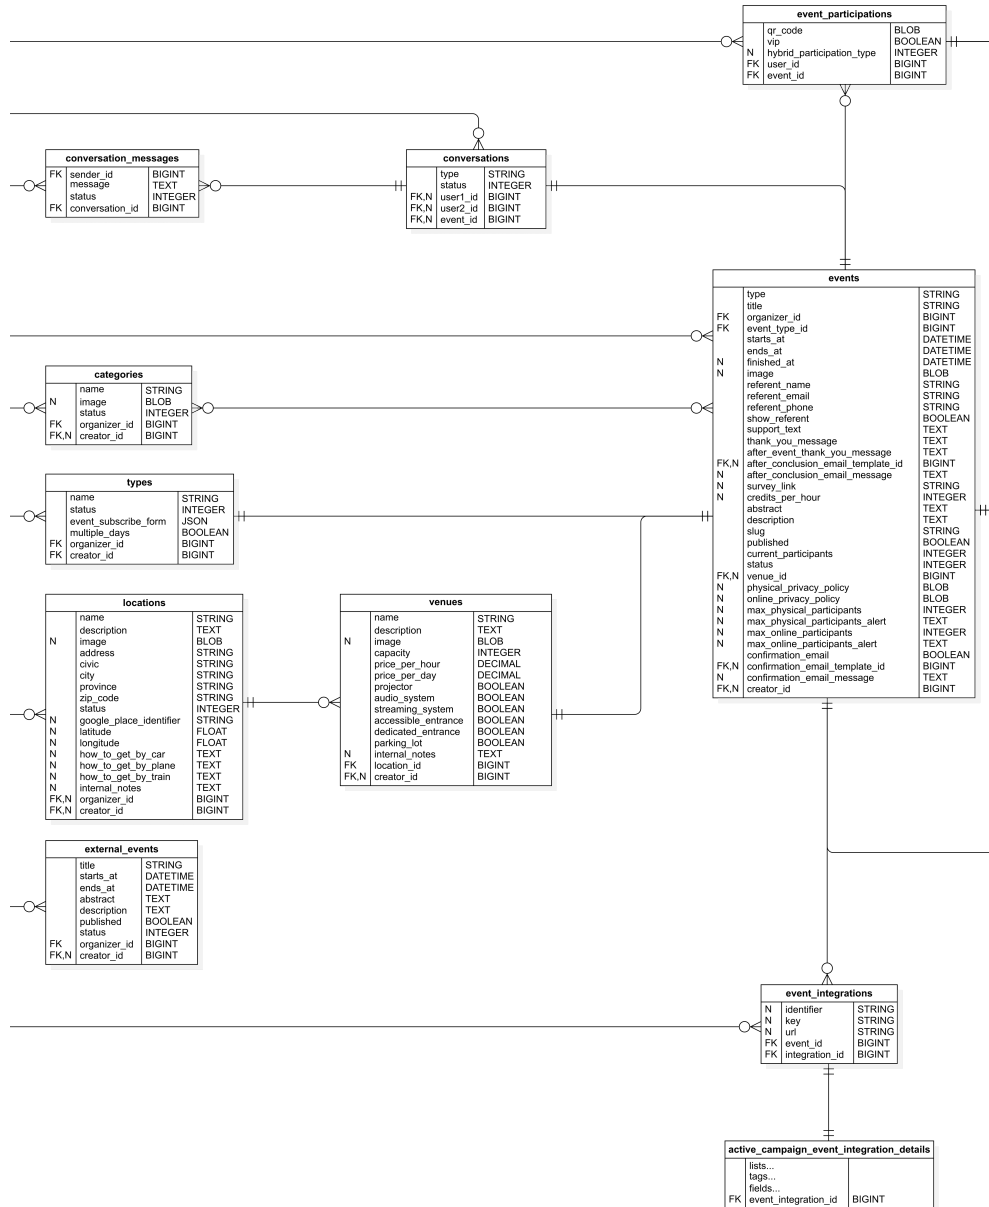 event_participations
qr_code BLOB
vip BOOLEAN
N hybrid_participation_type INTEGER
FK user_id BIGINT
FK event_id BIGINT
conversation_messages
FK sender_id BIGINT
message TEXT
status INTEGER
FK conversation_id BIGINT
conversations
type STRING
status INTEGER
FK,N user1_id BIGINT
FK,N user2_id BIGINT
FK,N event_id BIGINT
events
type STRING
title STRING
FK organizer_id BIGINT
FK event_type_id BIGINT
starts_at DATETIME
ends_at DATETIME
N finished_at DATETIME
N image BLOB
referent_name STRING
referent_email STRING
referent_phone STRING
show_referent BOOLEAN
support_text TEXT
thank_you_message TEXT
after_event_thank_you_message TEXT
FK,N after_conclusion_email_template_id BIGINT
N after_conclusion_email_message TEXT
N survey_link STRING
N credits_per_hour INTEGER
abstract TEXT
description TEXT
slug STRING
published BOOLEAN
current_participants INTEGER
status INTEGER
FK,N venue_id BIGINT
N physical_privacy_policy BLOB
N online_privacy_policy BLOB
N max_physical_participants INTEGER
N max_physical_participants_alert TEXT
N max_online_participants INTEGER
N max_online_participants_alert TEXT
confirmation_email BOOLEAN
FK,N confirmation_email_template_id BIGINT
N confirmation_email_message TEXT
FK,N creator_id BIGINT
categories
name STRING
N image BLOB
status INTEGER
FK organizer_id BIGINT
FK,N creator_id BIGINT
types
name STRING
status INTEGER
event_subscribe_form JSON
multiple_days BOOLEAN
FK organizer_id BIGINT
FK creator_id BIGINT
locations
name STRING
description TEXT
N image BLOB
address STRING
civic STRING
city STRING
province STRING
zip_code STRING
status INTEGER
N google_place_identifier STRING
N latitude FLOAT
N longitude FLOAT
N how_to_get_by_car TEXT
N how_to_get_by_plane TEXT
N how_to_get_by_train TEXT
N internal_notes TEXT
FK,N organizer_id BIGINT
FK,N creator_id BIGINT
venues
name STRING
description TEXT
N image BLOB
capacity INTEGER
price_per_hour DECIMAL
price_per_day DECIMAL
projector BOOLEAN
audio_system BOOLEAN
streaming_system BOOLEAN
accessible_entrance BOOLEAN
dedicated_entrance BOOLEAN
parking_lot BOOLEAN
N internal_notes TEXT
FK location_id BIGINT
FK,N creator_id BIGINT
external_events
title STRING
starts_at DATETIME
ends_at DATETIME
abstract TEXT
description TEXT
published BOOLEAN
status INTEGER
FK organizer_id BIGINT
FK,N creator_id BIGINT
event_integrations
N identifier STRING
N key STRING
N url STRING
FK event_id BIGINT
FK integration_id BIGINT
active_campaign_event_integration_details
lists...
tags...
fields...
FK event_integration_id BIGINT